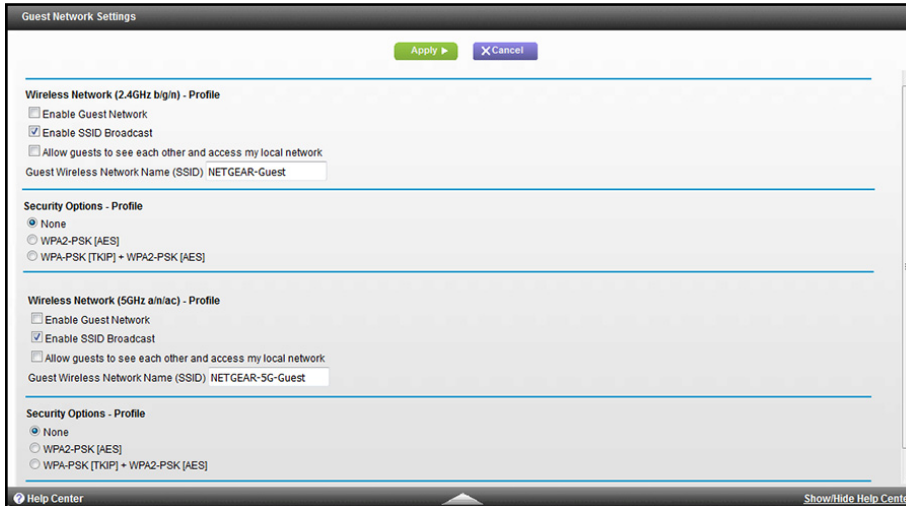 Guest Network Settings
Apply
Cancel
Wireless Network (2.4GHz b/g/n) - Profile
Enable Guest Network
Enable SSID Broadcast
Allow guests to see each other and access my local network
Guest Wireless Network Name (SSID) NETGEAR-Guest
Security Options - Profile
None
WPA2-PSK [AES]
WPA-PSK [TKIP] + WPA2-PSK [AES]
Wireless Network (5GHz a/n/ac) - Profile
Enable Guest Network
Enable SSID Broadcast
Allow guests to see each other and access my local network
Guest Wireless Network Name (SSID) NETGEAR-5G-Guest
Security Options - Profile
None
WPA2-PSK [AES]
WPA-PSK [TKIP] + WPA2-PSK [AES]
Help Center Show/Hide Help Cente